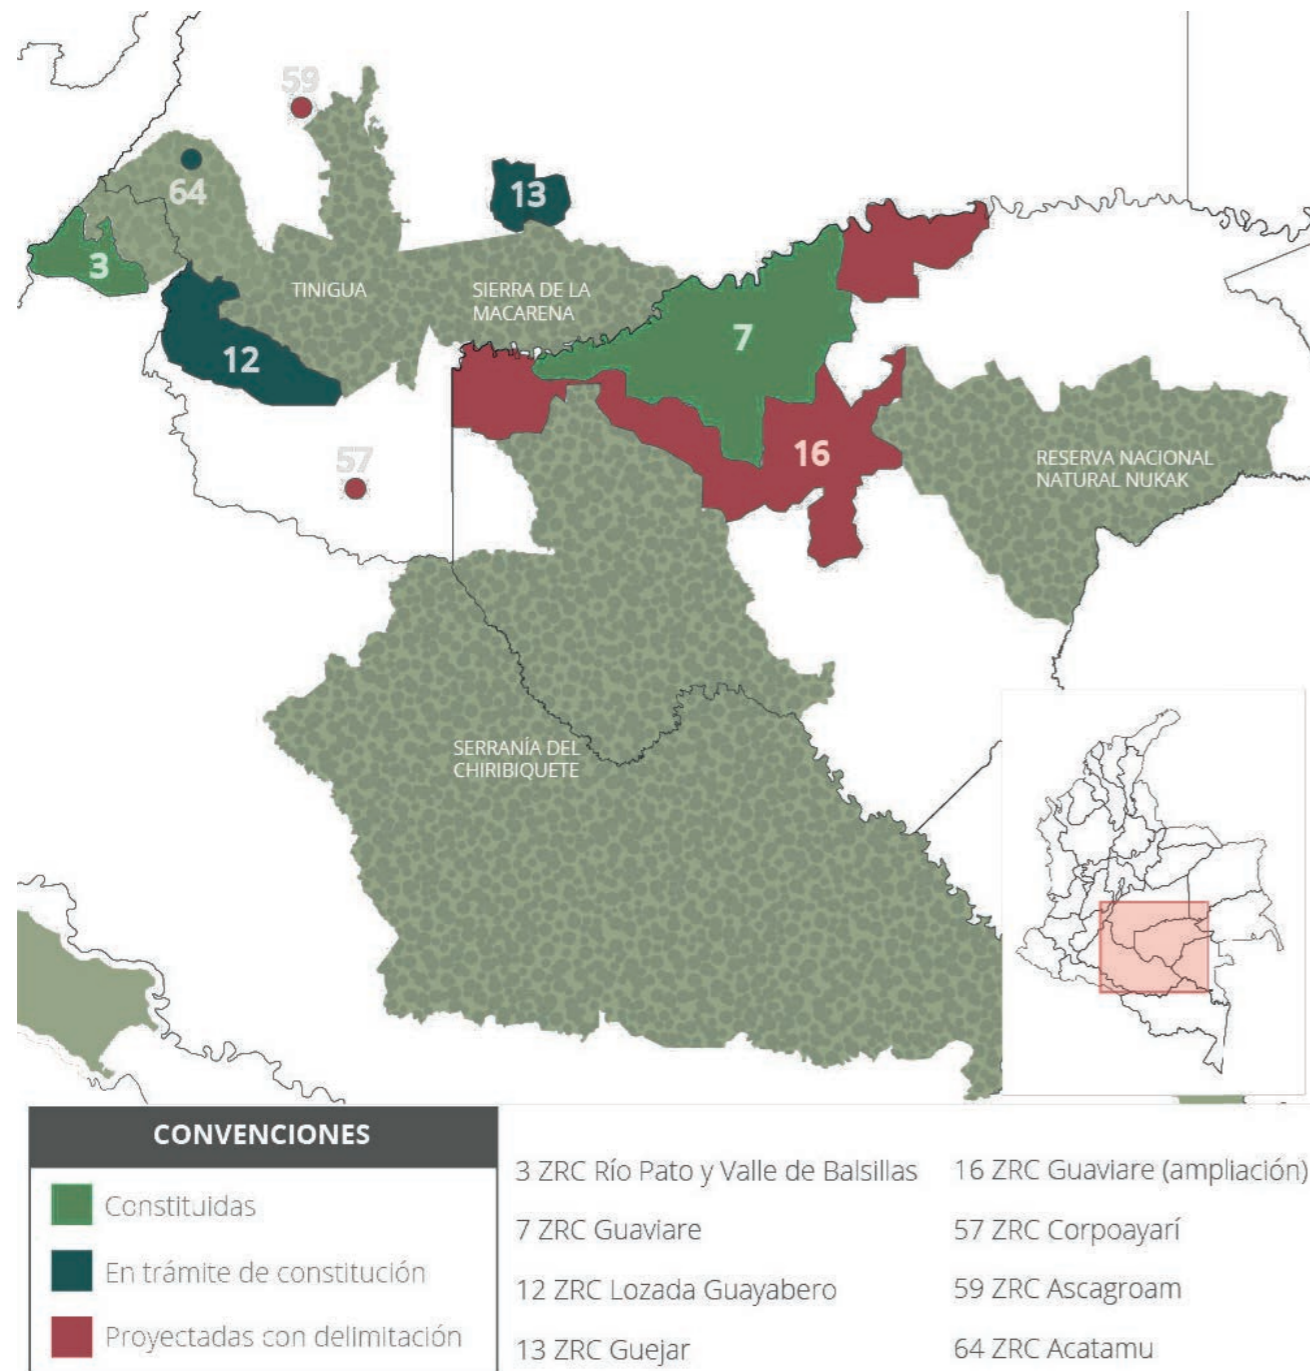 59
64
13
3
TINIGUA
SIERRA DE LA
MACARENA
7
12
57
16
RESERVA NACIONAL
NATURAL NUKAK
SERRANÍA DEL
CHIRIBIQUETE
CONVENCIONES
Constituidas
En trámite de constitución
Proyectadas con delimitación
3 ZRC Río Pato y Valle de Balsillas
7 ZRC Guaviare
12 ZRC Lozada Guayabero
13 ZRC Guejar
16 ZRC Guaviare (ampliación)
57 ZRC Corpoayarí
59 ZRC Ascagroam
64 ZRC Acatamu